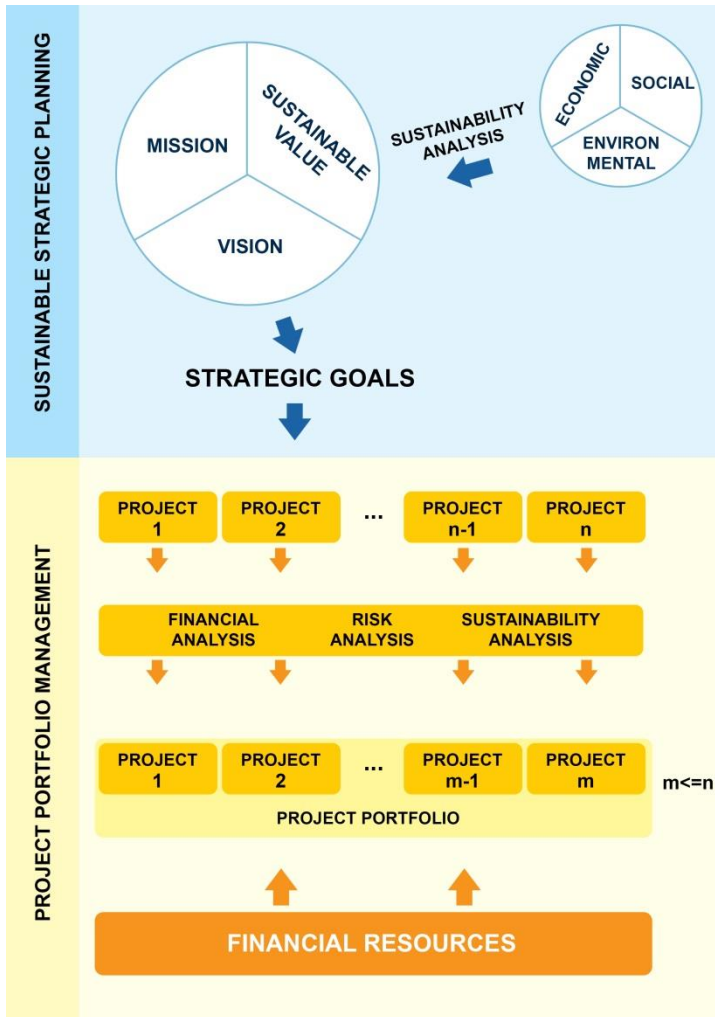 SUSTAINABLE STRATEGIC PLANNING
MISSION
SUSTAINABLE
VALUE
VISION
SUSTAINABILITY
ANALYSIS
ECONOMIC
SOCIAL
ENVIRON
MENTAL
STRATEGIC GOALS
PROJECT PORTFOLIO MANAGEMENT
PROJECT
1
PROJECT
2
...
PROJECT
n-1
PROJECT
n
FINANCIAL
ANALYSIS
RISK
ANALYSIS
SUSTAINABILITY
ANALYSIS
PROJECT
1
PROJECT
2
...
PROJECT
m-1
PROJECT
m
m<=n
PROJECT PORTFOLIO
FINANCIAL RESOURCES